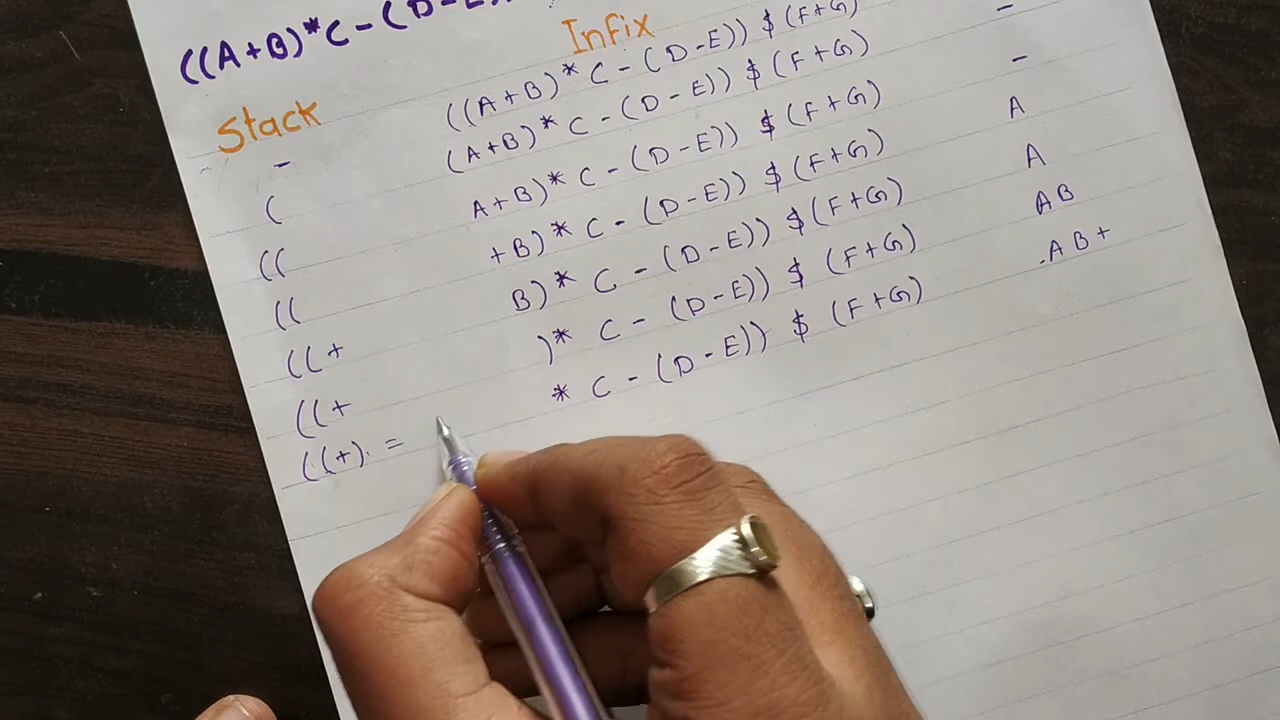 ((A+B)*C-(D-E)
Infix
Stack
((A+B)*C-(D-E))$(F+G) -
- (A+B)*C-(D-E))$(F+G) -
( A+B)*C-(D-E))$(F+G) A
(( +B)*C-(D-E))$(F+G) A
(( B)*C-(D-E))$(F+G) AB
((+ )*C-(D-E))$(F+G) AB+
((+ *C-(D-E))$(F+G)
((+) =